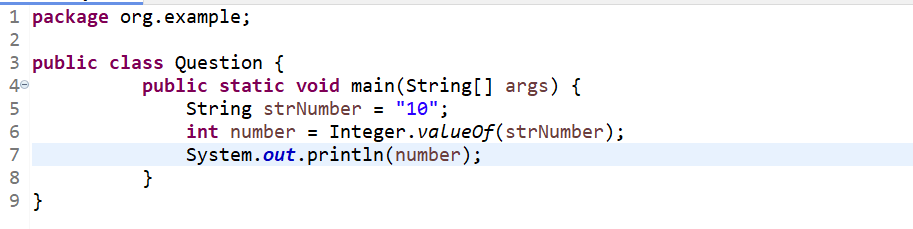 1 package org.example;
2
3 public class Question {
4 public static void main(String[] args) {
5 String strNumber = "10";
6 int number = Integer.valueOf(strNumber);
7 System.out.println(number);
8 }
9 }